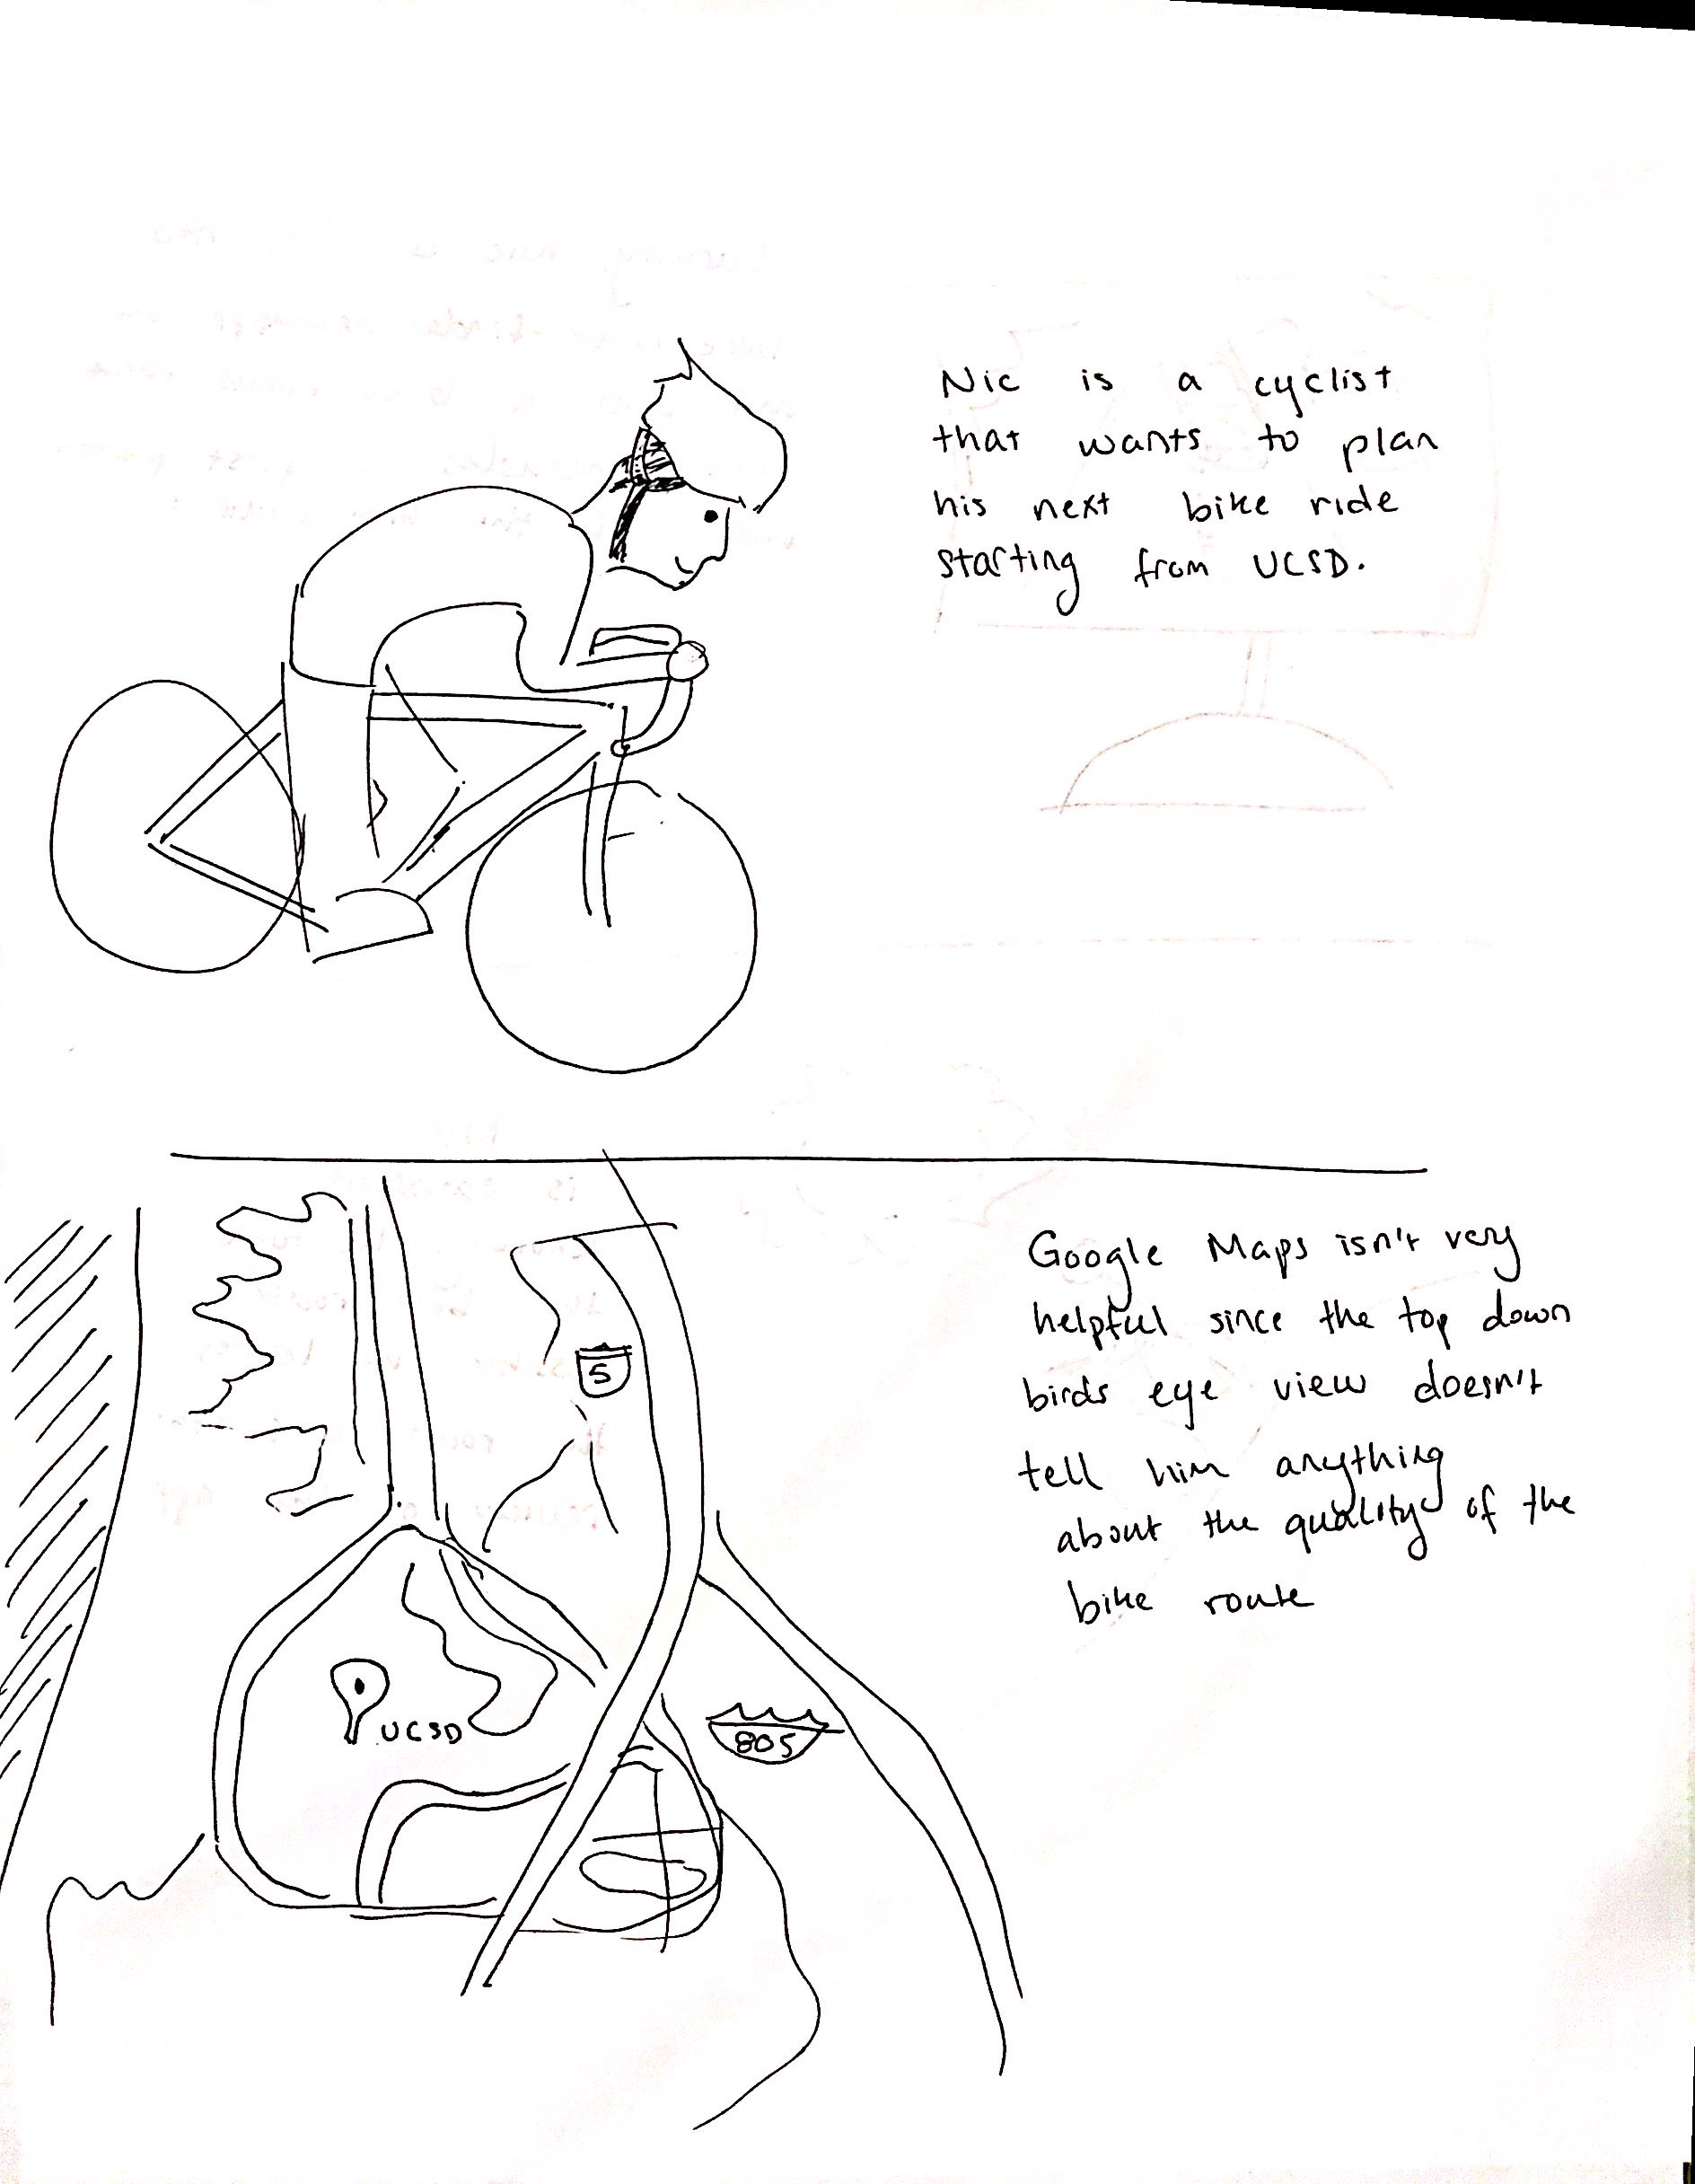 Nic is a cyclist
that wants to plan
his next bike ride
starting from UCSD.
Google Maps isn't very
helpful since the top down
birds eye view doesn't
tell him anything
about the quality of the
bike route
5
UCSD
805